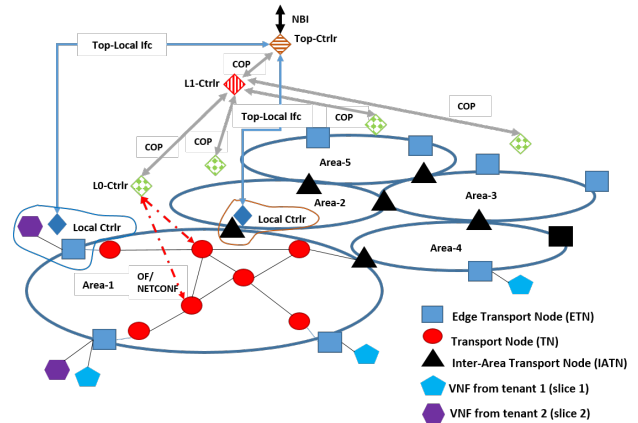 NBI
Top-Ctrlr
Top-Local Ifc
COP
L1-Ctrlr
COP
Top-Local Ifc
COP
COP
COP
Area-5
L0-Ctrlr
Area-3
Area-2
Local Ctrlr
Local Ctrlr
Area-4
Area-1
OF/
NETCONF
Edge Transport Node (ETN)
Transport Node (TN)
Inter-Area Transport Node (IATN)
VNF from tenant 1 (slice 1)
VNF from tenant 2 (slice 2)